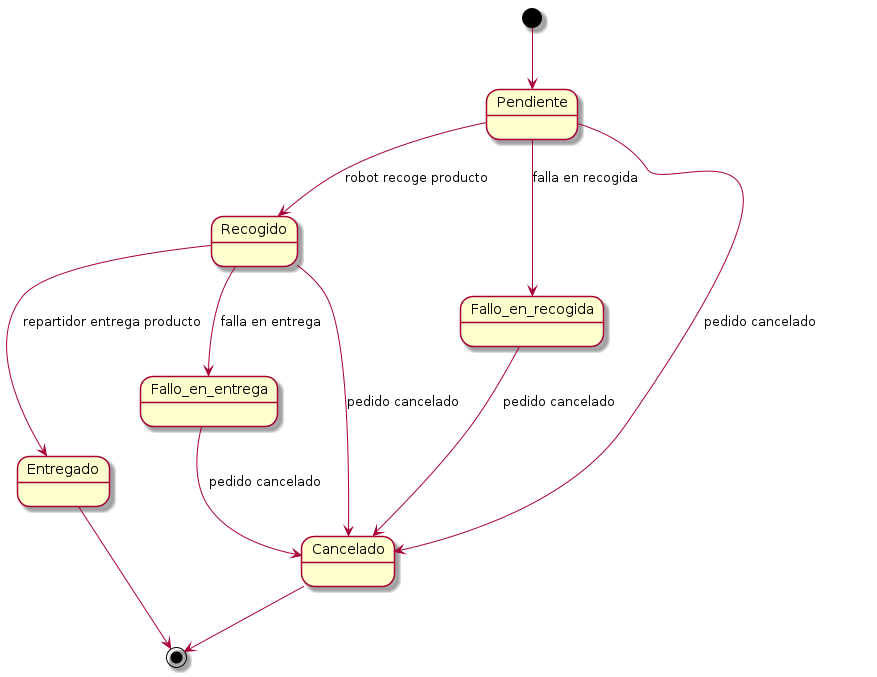 Pendiente
robot recoge producto
falla en recogida
Recogido
Fallo_en_recogida
repartidor entrega producto
falla en entrega
pedido cancelado
Fallo_en_entrega
pedido cancelado
pedido cancelado
Entregado
pedido cancelado
Cancelado